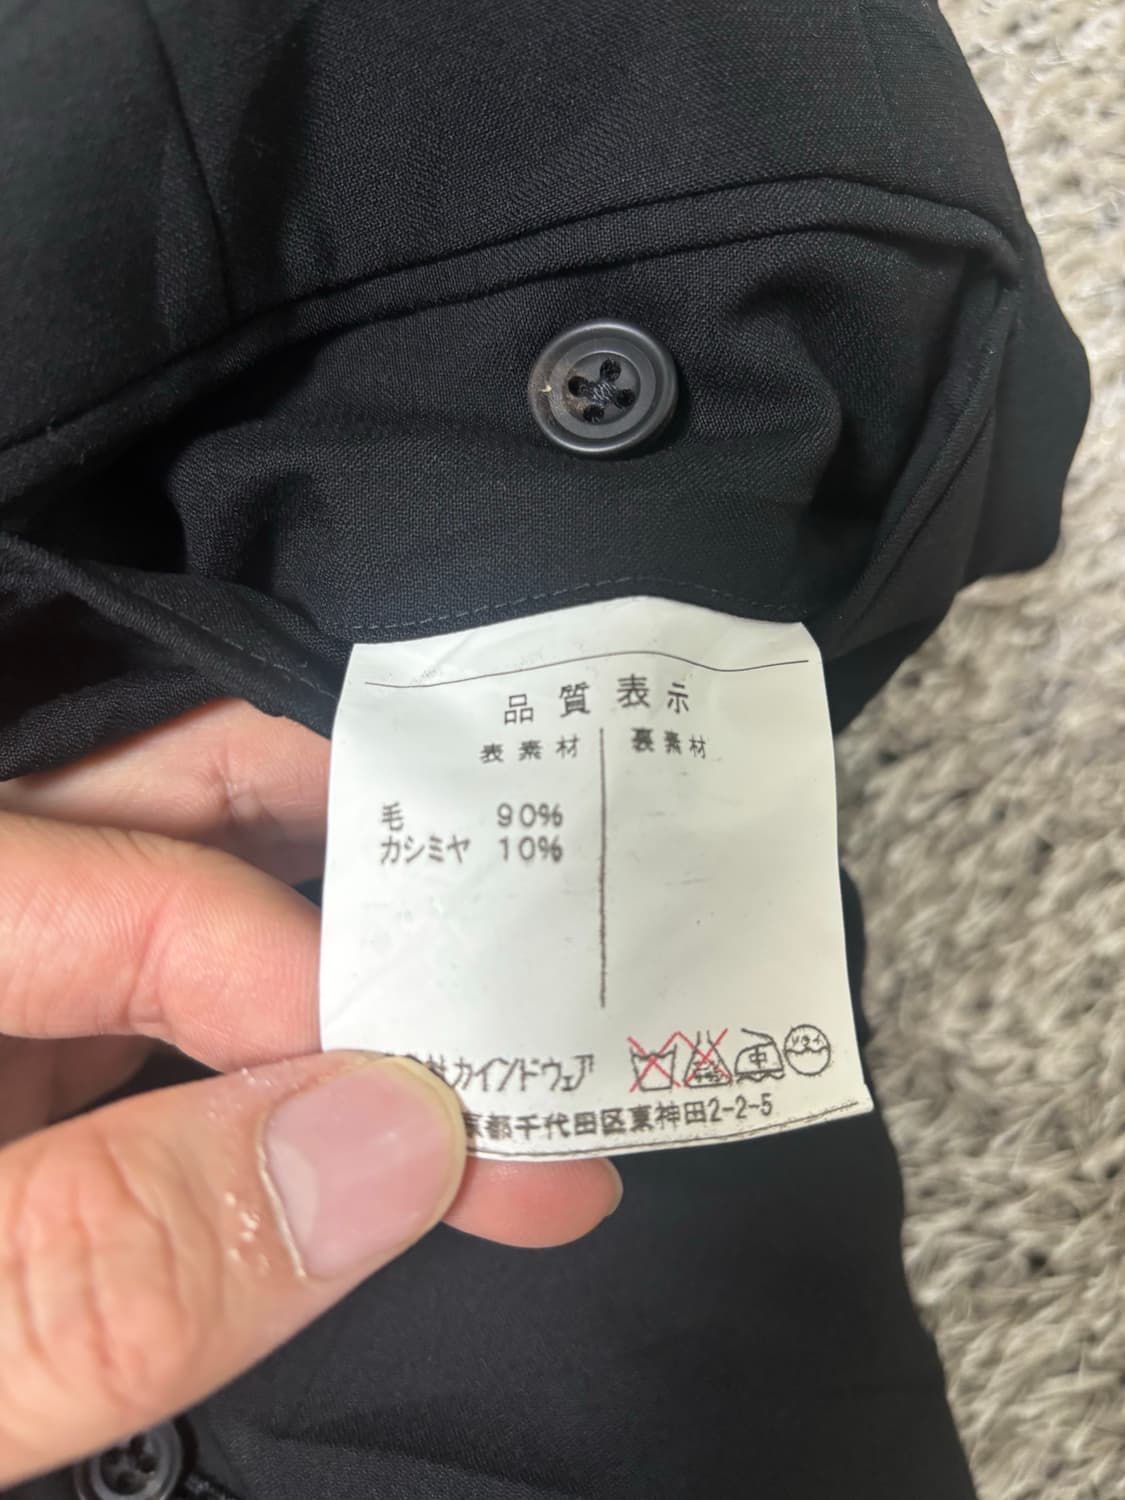 品質表示
表素材 裏素材
毛 90%
カシミヤ 10%
カインドウェア
都千代田区東神田2-2-5
中